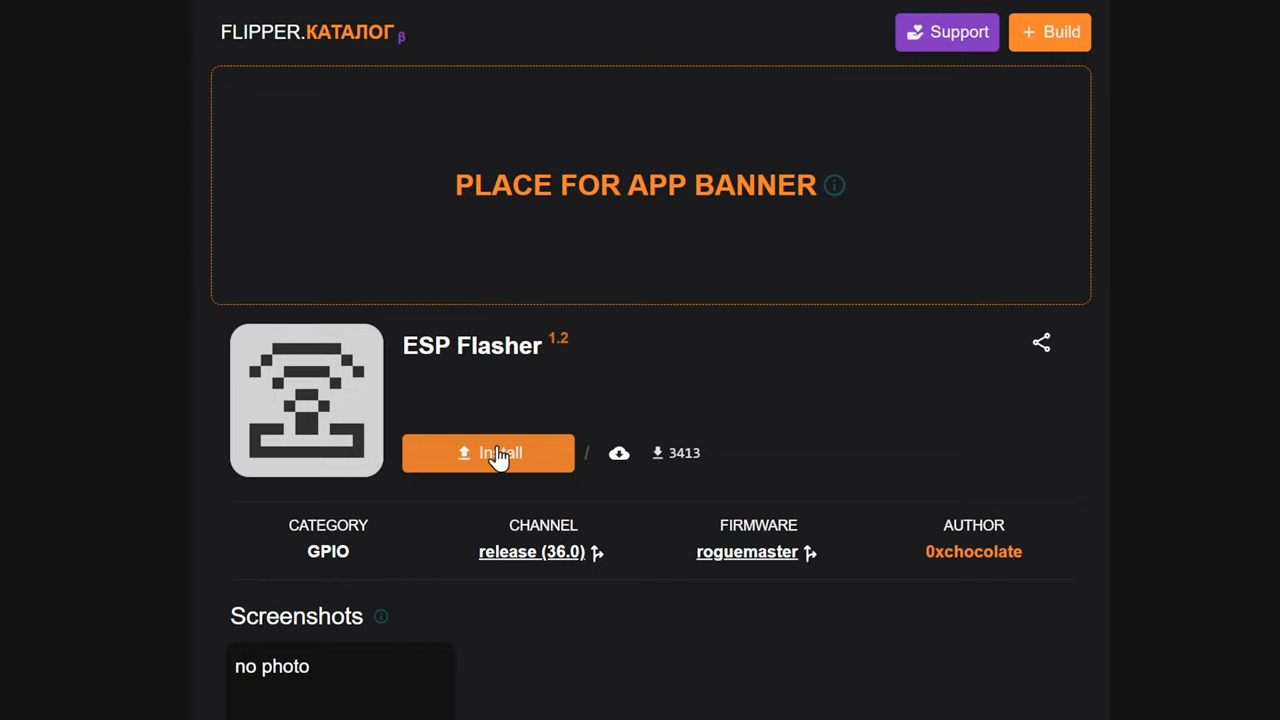 FLIPPER.КАТАЛОГ β
Support
+ Build
PLACE FOR APP BANNER
ESP Flasher 1.2
Install
/
3413
CATEGORY
CHANNEL
FIRMWARE
AUTHOR
GPIO
release (36.0)
roguemaster
0xchocolate
Screenshots
no photo